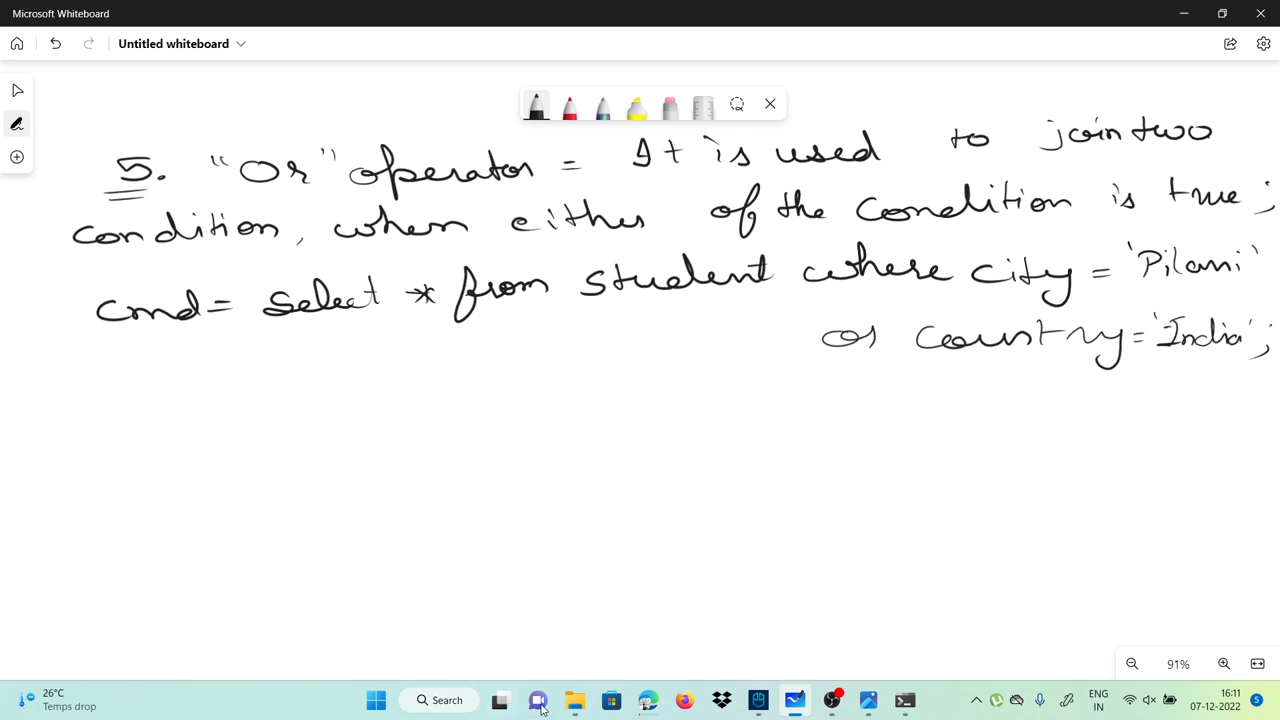 Microsoft Whiteboard
Untitled whiteboard
5. "Or" operator = It is used to join two
condition, when either of the condition is true;
cmd = select * from student where city = 'Pilani'
or country = 'India';
91%
26°C
Temps drop
Search
ENG
IN
16:11
07-12-2022
5